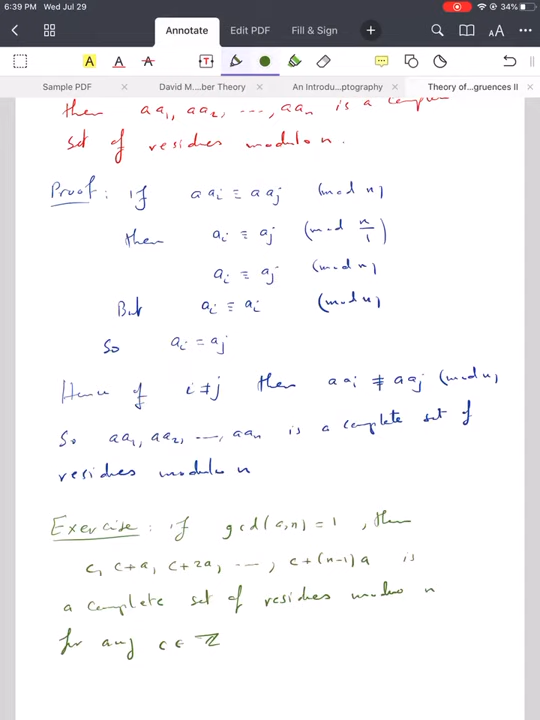 6:39 PM Wed Jul 29
34%
Annotate Edit PDF Fill & Sign
A A A T
Sample PDF David M....ber Theory An Introdu...ptography Theory of...gruences II
then aa₁, aa₂, ---, aaₙ is a
set of residues modulo n.
Proof: if aaᵢ ≡ aaⱼ (mod n)
then aᵢ ≡ aⱼ (mod n/1)
aᵢ ≡ aⱼ (mod n)
But aᵢ ≡ aᵢ (mod n)
So aᵢ = aⱼ
Hence if i≠j then aaᵢ ≢ aaⱼ (mod n)
So aa₁, aa₂, ---, aaₙ is a complete set of
residues modulo n
Exercise: if gcd(a,n)=1, then
c, c+a, c+2a, ---, c+(n-1)a is
a complete set of residues modulo n
for any c ∈ ℤ